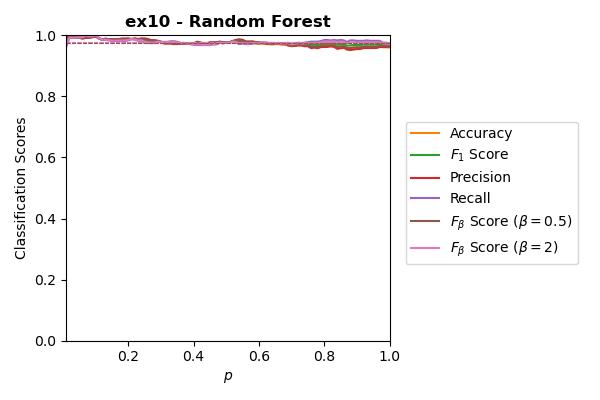 ex10 - Random Forest
Classification Scores
1.0
0.8
0.6
0.4
0.2
0.0
0.2 0.4 0.6 0.8 1.0
p
Accuracy
F₁ Score
Precision
Recall
Fᵦ Score (β = 0.5)
Fᵦ Score (β = 2)